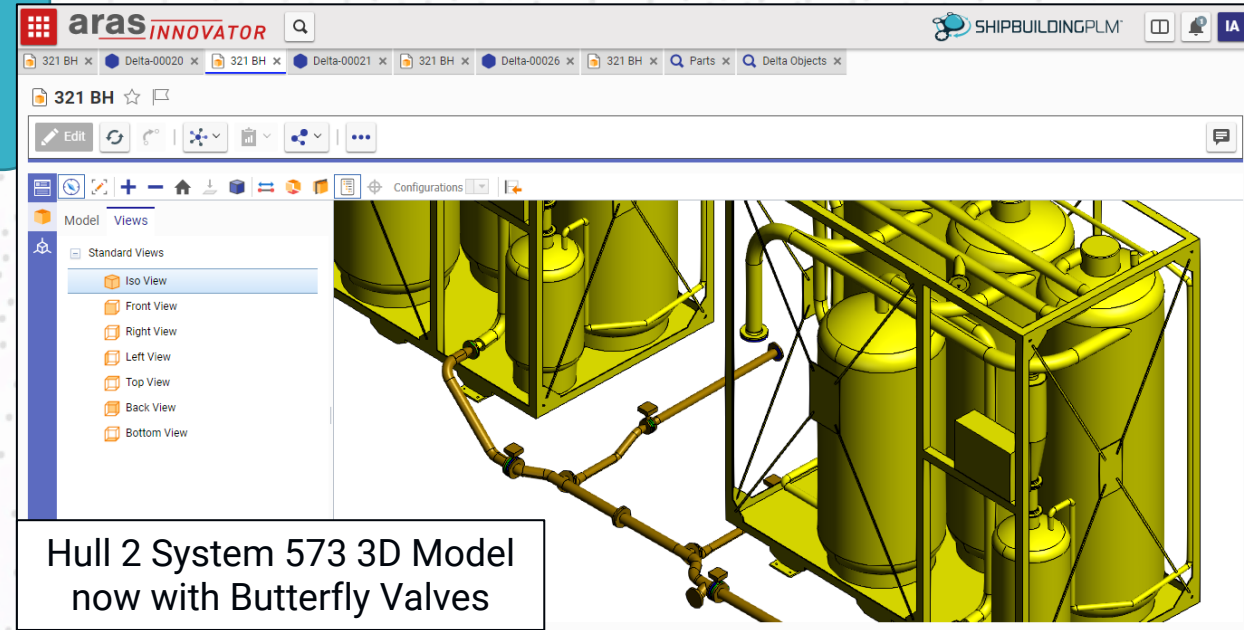 aras INNOVATOR
SHIPBUILDINGPLM
IA
321 BH
Delta-00020
321 BH
Delta-00021
321 BH
Delta-00026
321 BH
Parts
Delta Objects
321 BH
Edit
Configurations
Model Views
Standard Views
Iso View
Front View
Right View
Left View
Top View
Back View
Bottom View
Hull 2 System 573 3D Model
now with Butterfly Valves